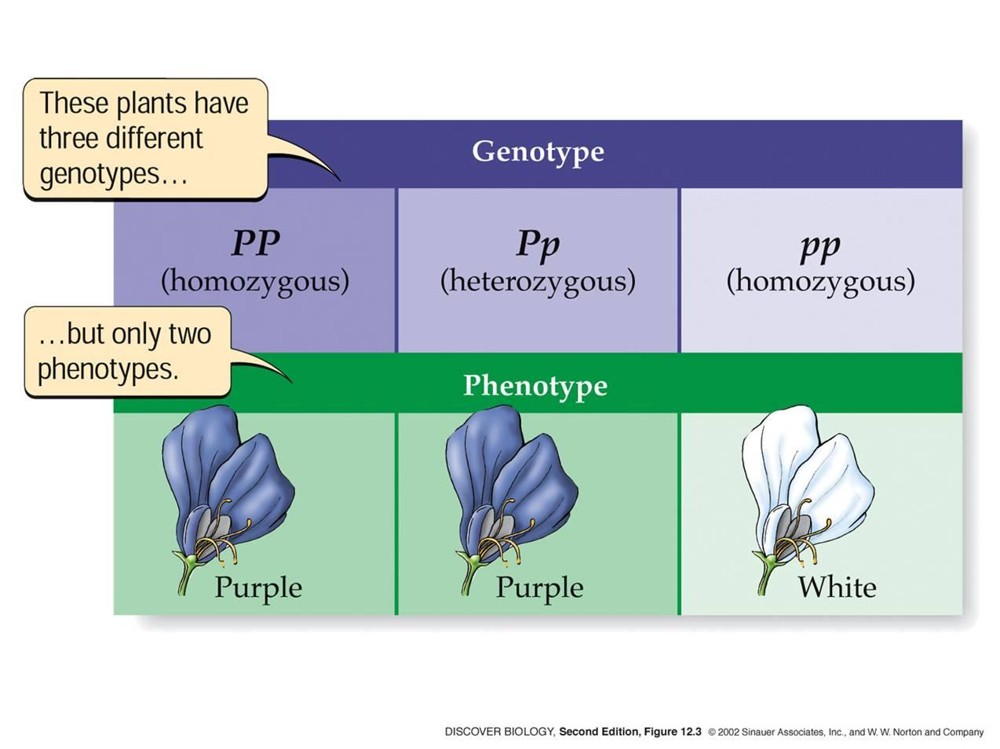 These plants have
three different
genotypes…
Genotype
PP
(homozygous)
Pp
(heterozygous)
pp
(homozygous)
…but only two
phenotypes.
Phenotype
Purple
Purple
White
DISCOVER BIOLOGY, Second Edition, Figure 12.3 © 2002 Sinauer Associates, Inc., and W. W. Norton and Company